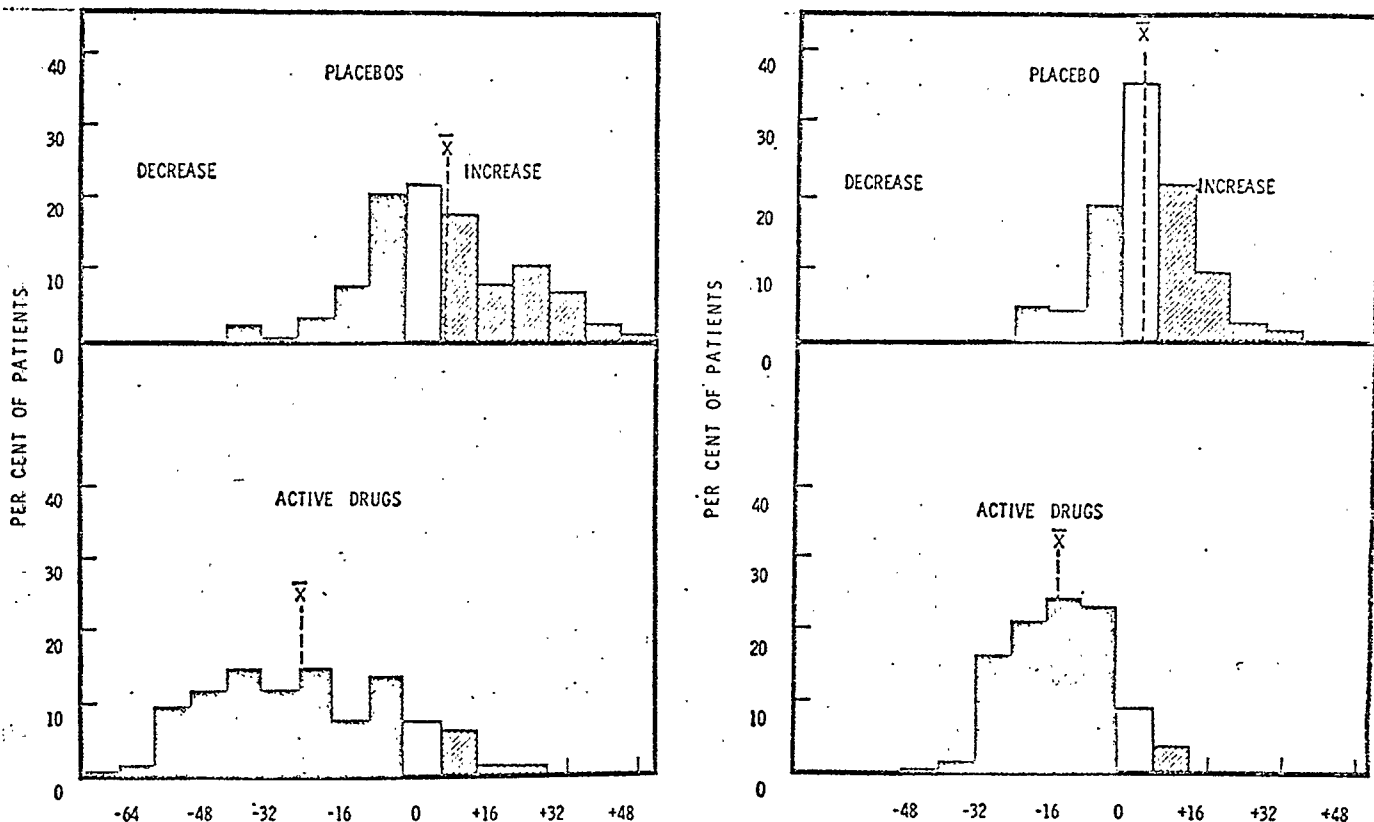 PER CENT OF PATIENTS
40
30
20
10
0
PLACEBOS
DECREASE
X̄
INCREASE
40
30
20
10
0
ACTIVE DRUGS
X̄
-64 -48 -32 -16 0 +16 +32 +48
PER CENT OF PATIENTS
40
30
20
10
0
PLACEBO
X̄
DECREASE
INCREASE
40
30
20
10
0
ACTIVE DRUGS
X̄
-48 -32 -16 0 +16 +32 +48